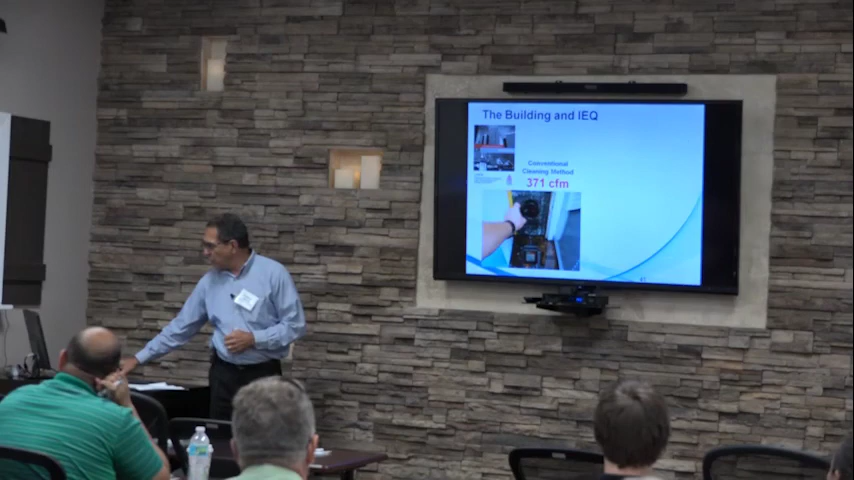 The Building and IEQ
Conventional
Cleaning Method
371 cfm